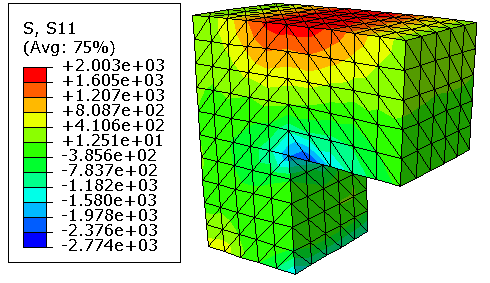 S, S11
(Avg: 75%)
+2.003e+03
+1.605e+03
+1.207e+03
+8.087e+02
+4.106e+02
+1.251e+01
-3.856e+02
-7.837e+02
-1.182e+03
-1.580e+03
-1.978e+03
-2.376e+03
-2.774e+03